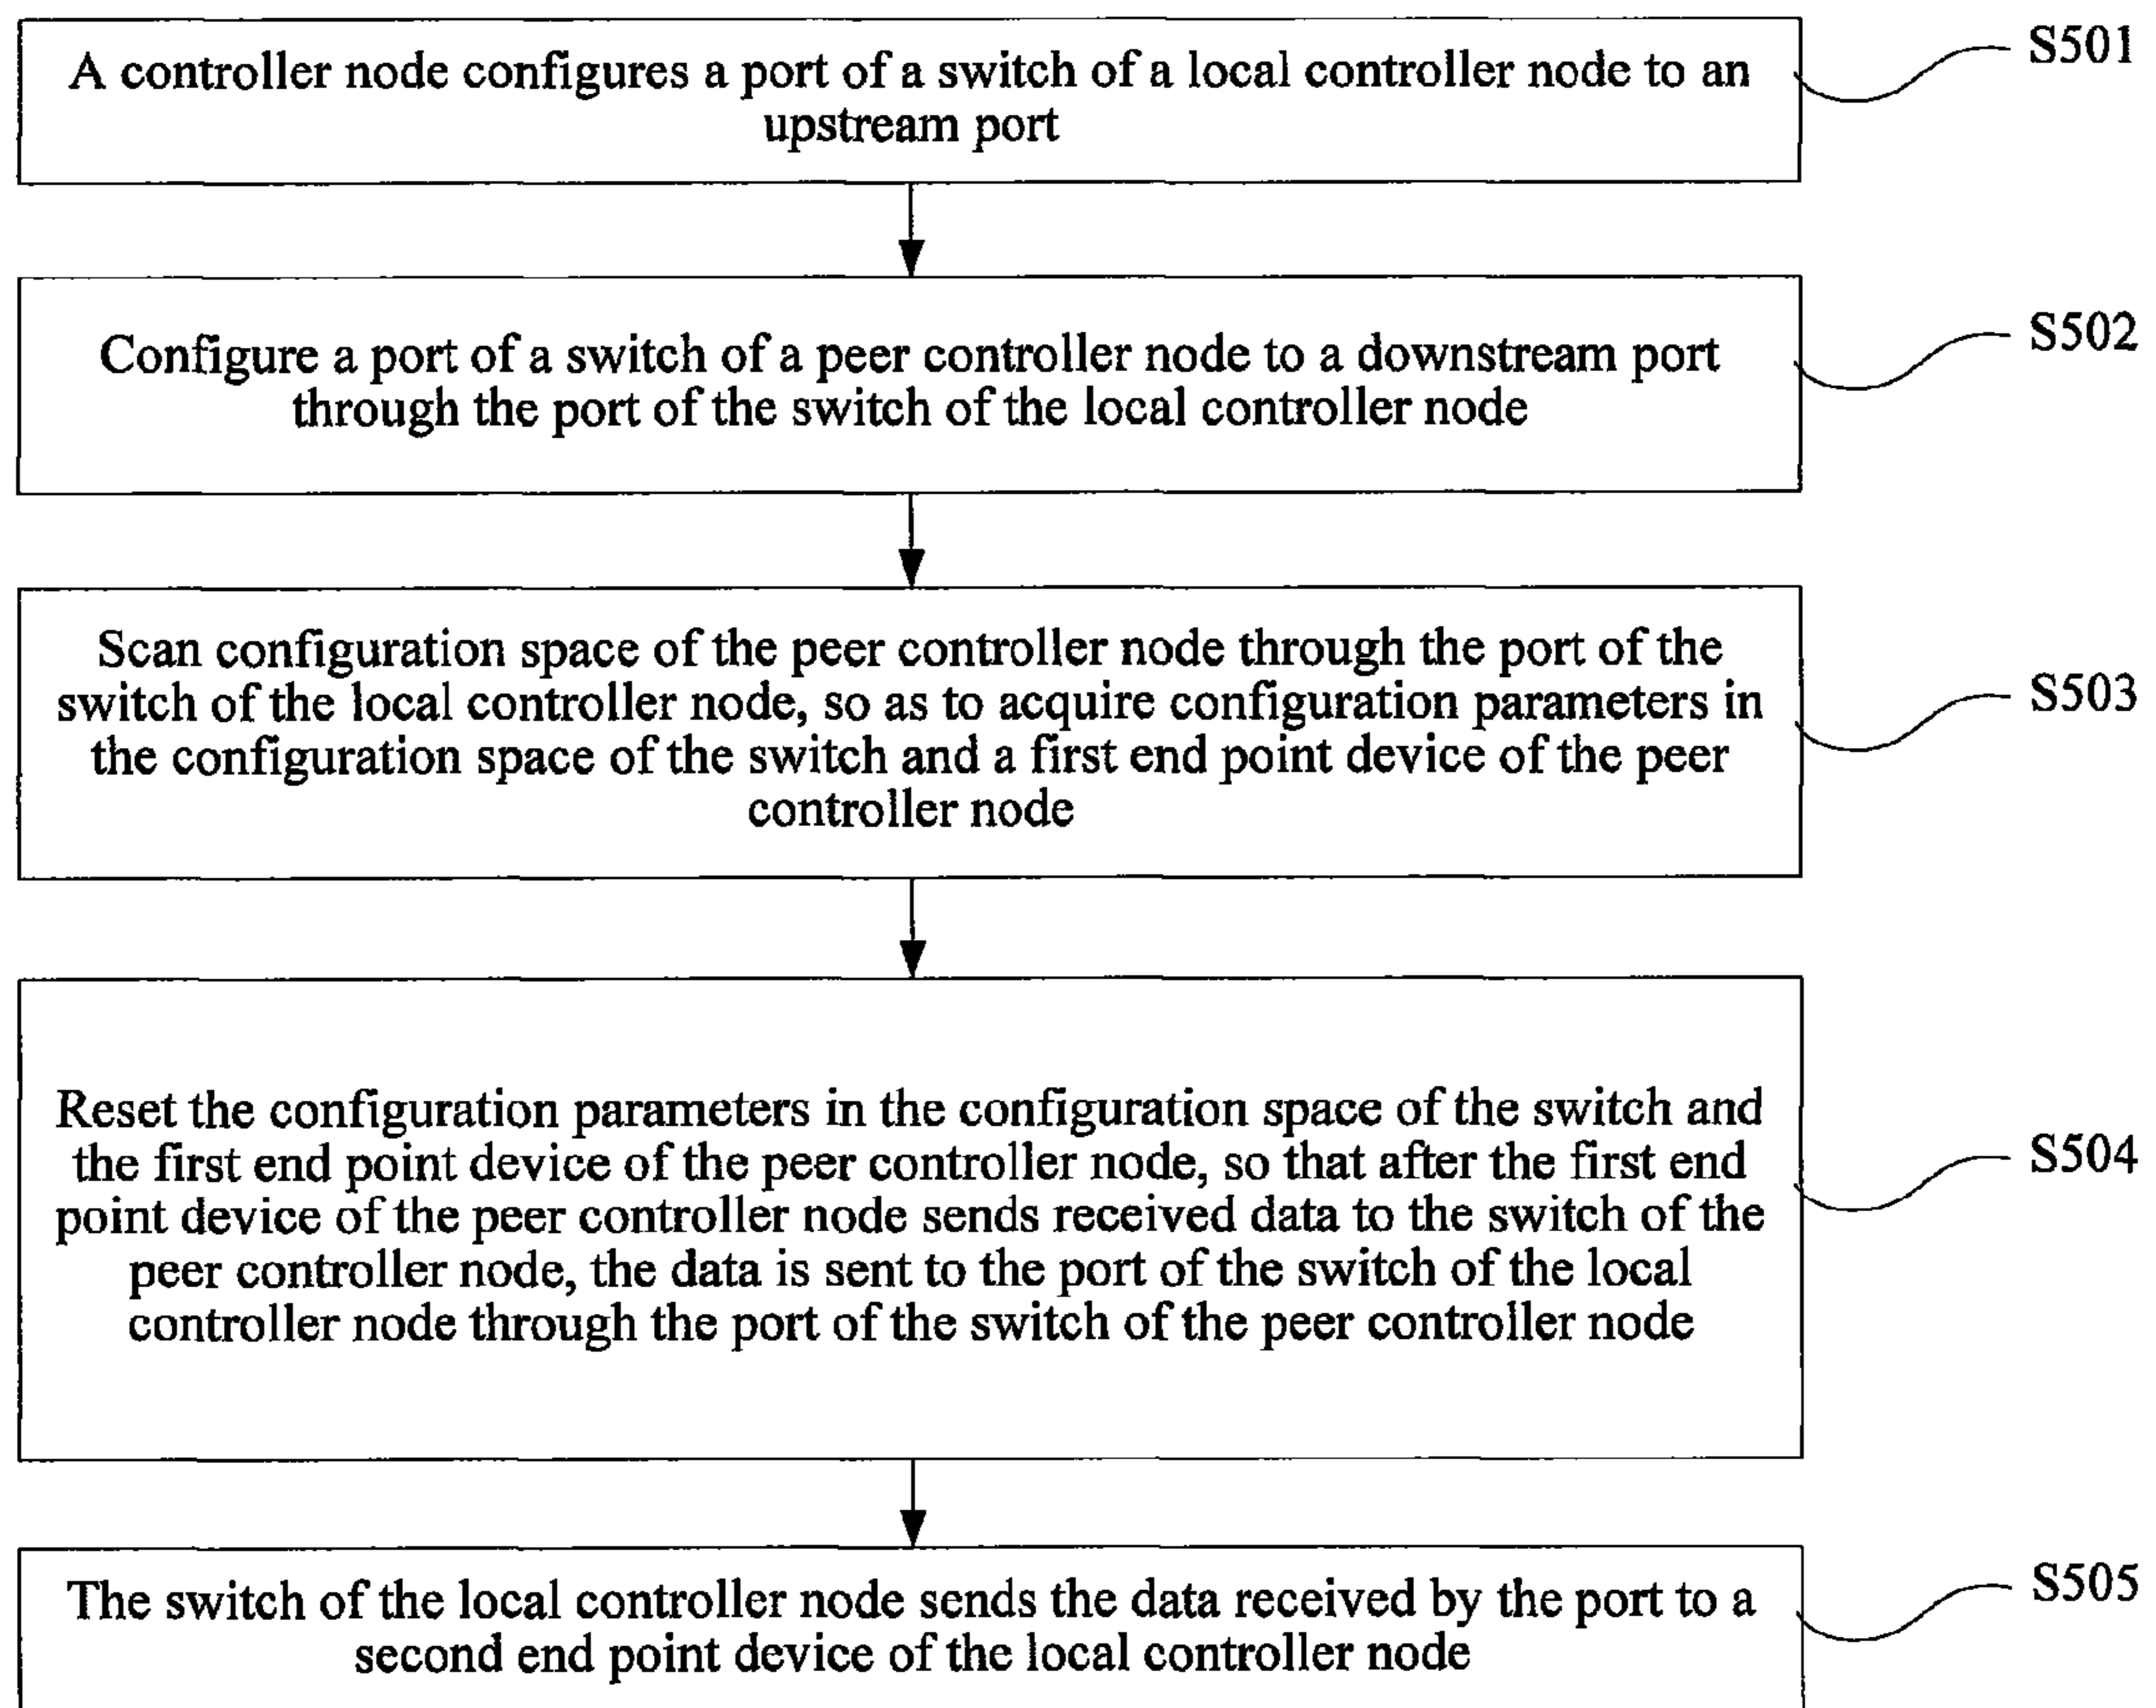 A controller node configures a port of a switch of a local controller node to an
upstream port
S501
Configure a port of a switch of a peer controller node to a downstream port
through the port of the switch of the local controller node
S502
Scan configuration space of the peer controller node through the port of the
switch of the local controller node, so as to acquire configuration parameters in
the configuration space of the switch and a first end point device of the peer
controller node
S503
Reset the configuration parameters in the configuration space of the switch and
the first end point device of the peer controller node, so that after the first end
point device of the peer controller node sends received data to the switch of the
peer controller node, the data is sent to the port of the switch of the local
controller node through the port of the switch of the peer controller node
S504
The switch of the local controller node sends the data received by the port to a
second end point device of the local controller node
S505